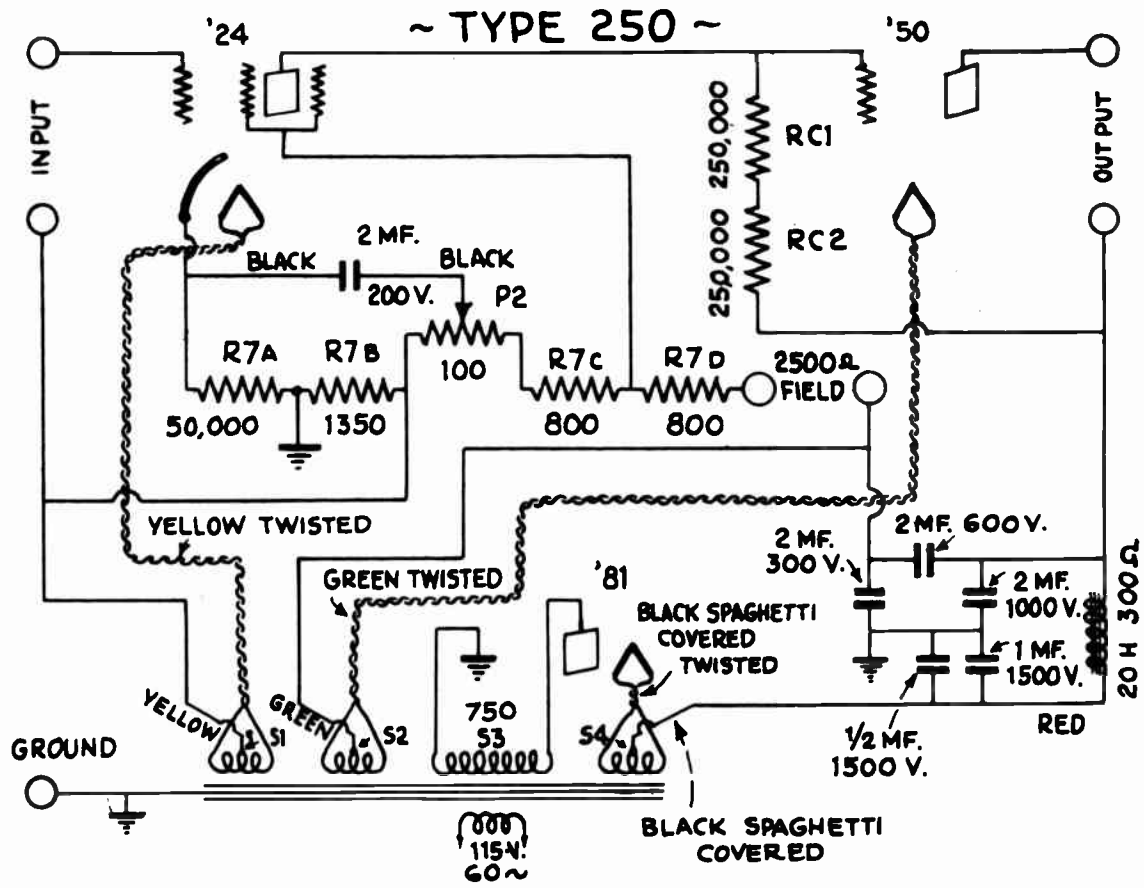 ~ TYPE 250 ~
'24
'50
INPUT
OUTPUT
250,000
RC1
250,000
RC2
2 MF.
BLACK
BLACK
200 V.
P2
R7A
R7B
100
R7C
R7D
2500Ω
FIELD
50,000
1350
800
800
YELLOW TWISTED
2 MF. 600 V.
2 MF.
300 V.
GREEN TWISTED
'81
2 MF.
1000 V.
BLACK SPAGHETTI
COVERED
TWISTED
1 MF.
1500 V.
20 H 300 Ω
YELLOW
S1
GREEN
S2
750
S3
S4
RED
1/2 MF.
1500 V.
GROUND
115 V.
60 ~
BLACK SPAGHETTI
COVERED